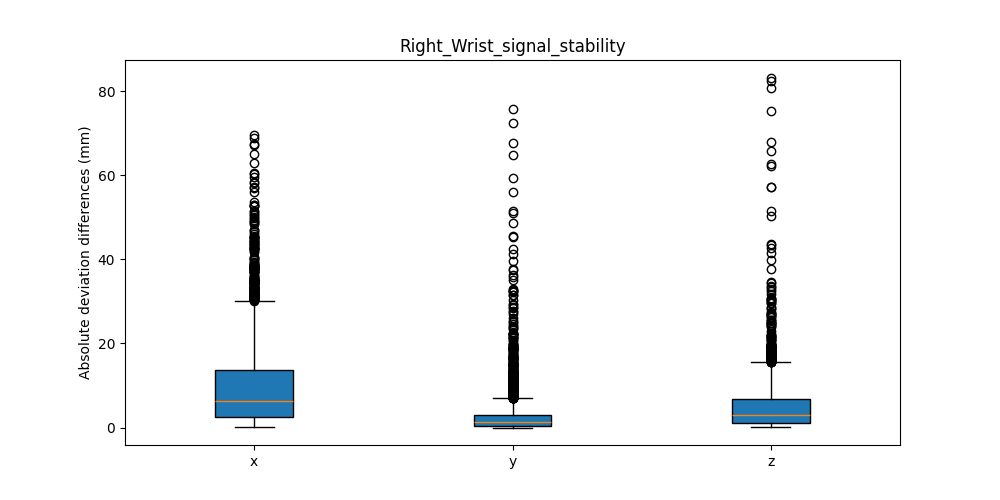 Right_Wrist_signal_stability
Absolute deviation differences (mm)
80
60
40
20
0
x y z